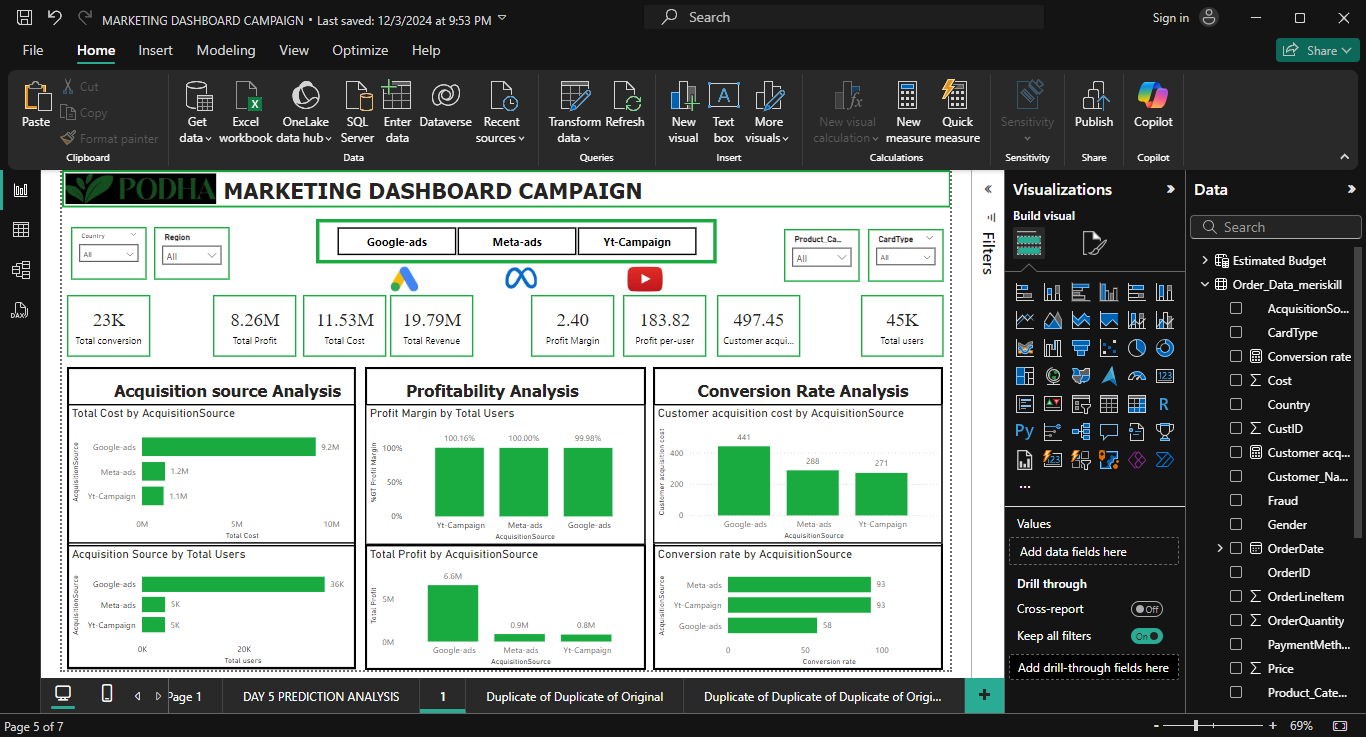 MARKETING DASHBOARD CAMPAIGN • Last saved: 12/3/2024 at 9:53 PM
Search
Sign in
File Home Insert Modeling View Optimize Help
Share
Paste
Cut
Copy
Format painter
Clipboard
Get data
Excel workbook
OneLake data hub
SQL Server
Enter data
Dataverse
Recent sources
Data
Transform data
Refresh
Queries
New visual
Text box
More visuals
Insert
New visual calculation
New measure
Quick measure
Calculations
Sensitivity
Sensitivity
Publish
Share
Copilot
Copilot
PODHA
MARKETING DASHBOARD CAMPAIGN
Country
All
Region
All
Google-ads
Meta-ads
Yt-Campaign
Product_Ca...
All
CardType
All
23K
Total conversion
8.26M
Total Profit
11.53M
Total Cost
19.79M
Total Revenue
2.40
Profit Margin
183.82
Profit per-user
497.45
Customer acqui...
45K
Total users
Acquisition source Analysis
Total Cost by AcquisitionSource
AcquisitionSource
Google-ads 9.2M
Meta-ads 1.2M
Yt-Campaign 1.1M
0M 5M 10M
Total Cost
Acquisition Source by Total Users
AcquisitionSource
Google-ads 36K
Meta-ads 5K
Yt-Campaign 5K
0K 20K
Total users
Profitability Analysis
Profit Margin by Total Users
%GT Profit Margin
100.16% 100.00% 99.98%
100%
50%
0%
Yt-Campaign Meta-ads Google-ads
AcquisitionSource
Total Profit by AcquisitionSource
Total Profit
6.6M
5M
0.9M 0.8M
0M
Google-ads Meta-ads Yt-Campaign
AcquisitionSource
Conversion Rate Analysis
Customer acquisition cost by AcquisitionSource
Customer acquisition cost
441
400
288
271
200
0
Google-ads Meta-ads Yt-Campaign
AcquisitionSource
Conversion rate by AcquisitionSource
AcquisitionSource
Meta-ads 93
Yt-Campaign 93
Google-ads 58
0 50 100
Conversion rate
Filters
Visualizations
Build visual
R
Py
123
123
...
Values
Add data fields here
Drill through
Cross-report
Off
Keep all filters
On
Add drill-through fields here
Data
Search
Estimated Budget
Order_Data_meriskill
AcquisitionSo...
CardType
Conversion rate
Cost
Country
CustID
Customer acq...
Customer_Na...
Fraud
Gender
OrderDate
OrderID
OrderLineItem
OrderQuantity
PaymentMeth...
Price
Product_Cate...
Page 1
DAY 5 PREDICTION ANALYSIS
1
Duplicate of Duplicate of Original
Duplicate of Duplicate of Duplicate of Origi...
+
Page 5 of 7
- + 69%